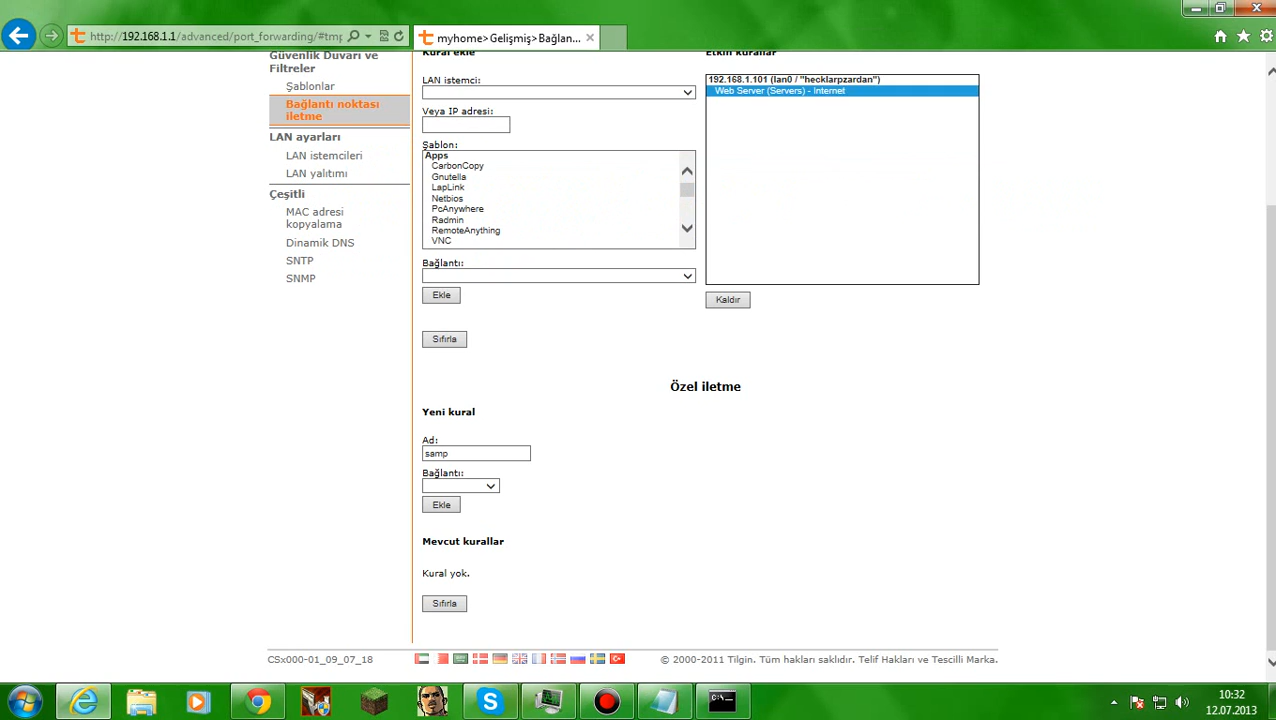 http://192.168.1.1/advanced/port_forwarding/#tmp
myhome>Gelişmiş>Bağlan...
Güvenlik Duvarı ve
Filtreler
Şablonlar
Bağlantı noktası
iletme
LAN ayarları
LAN istemcileri
LAN yalıtımı
Çeşitli
MAC adresi
kopyalama
Dinamik DNS
SNTP
SNMP
Kural ekle
LAN istemci:
Veya IP adresi:
Şablon:
Apps
CarbonCopy
Gnutella
LapLink
Netbios
PcAnywhere
Radmin
RemoteAnything
VNC
Bağlantı:
Ekle
Sıfırla
Etkin kurallar
192.168.1.101 (lan0 / "hecklarpzardan")
Web Server (Servers) - Internet
Kaldır
Özel iletme
Yeni kural
Ad:
samp
Bağlantı:
Ekle
Mevcut kurallar
Kural yok.
Sıfırla
CSx000-01_09_07_18
© 2000-2011 Tilgin. Tüm hakları saklıdır. Telif Hakları ve Tescilli Marka.
10:32
12.07.2013